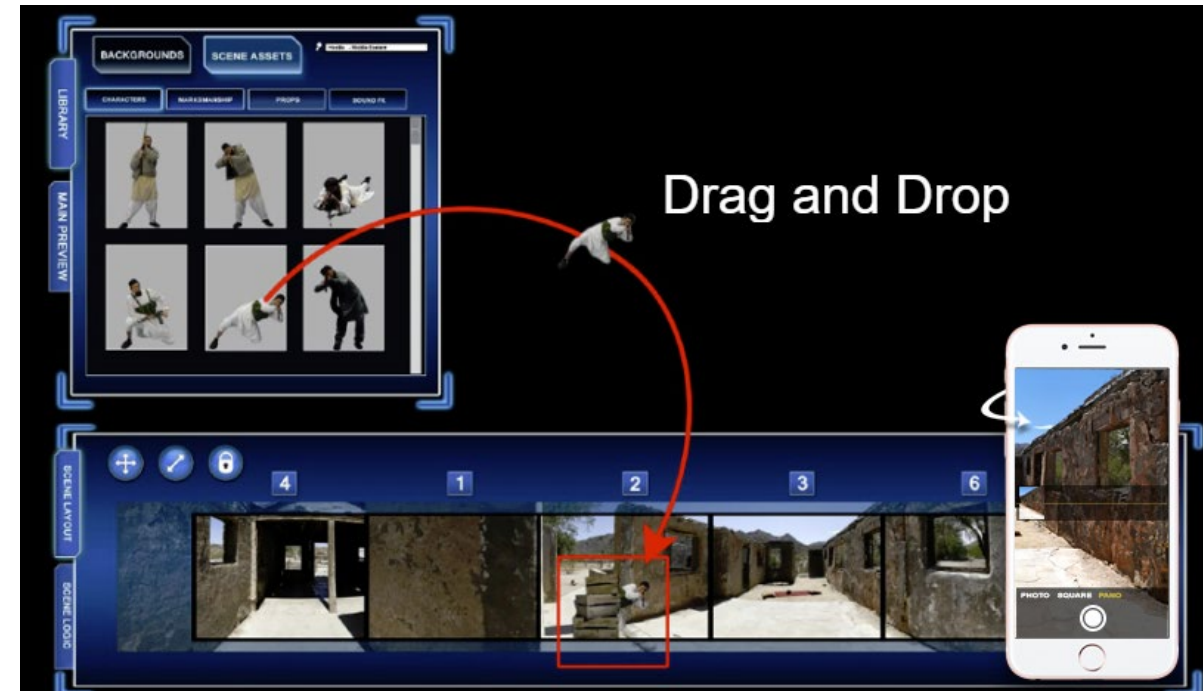 BACKGROUNDS
SCENE ASSETS
CHARACTERS
MARKSMANSHIP
PROPS
SOUND FX
LIBRARY
MAIN PREVIEW
Drag and Drop
SCENE LAYOUT
SCENE LOGIC
4
1
2
3
6
PHOTO SQUARE PANO